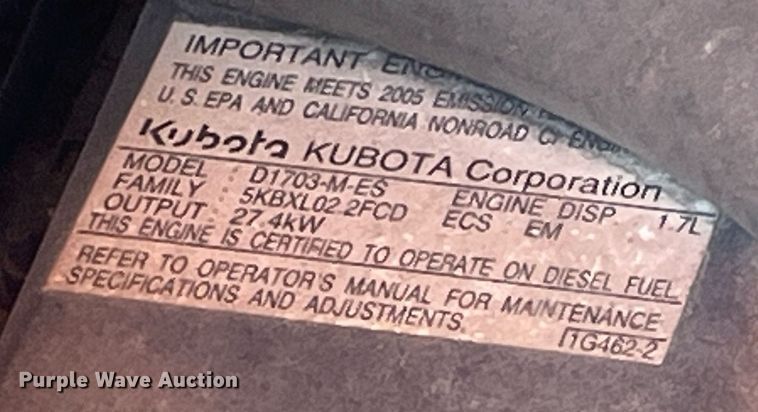 IMPORTANT
THIS ENGINE MEETS 2005 EMISSION
U.S. EPA AND CALIFORNIA NONROAD
Kubota KUBOTA Corporation
MODEL : D1703-M-ES ENGINE DISP. 1.7L
FAMILY : 5KBXL02.2FCD ECS : EM
OUTPUT : 27.4kW
THIS ENGINE IS CERTIFIED TO OPERATE ON DIESEL FUEL
REFER TO OPERATOR'S MANUAL FOR MAINTENANCE
SPECIFICATIONS AND ADJUSTMENTS.
1G462-2
Purple Wave Auction